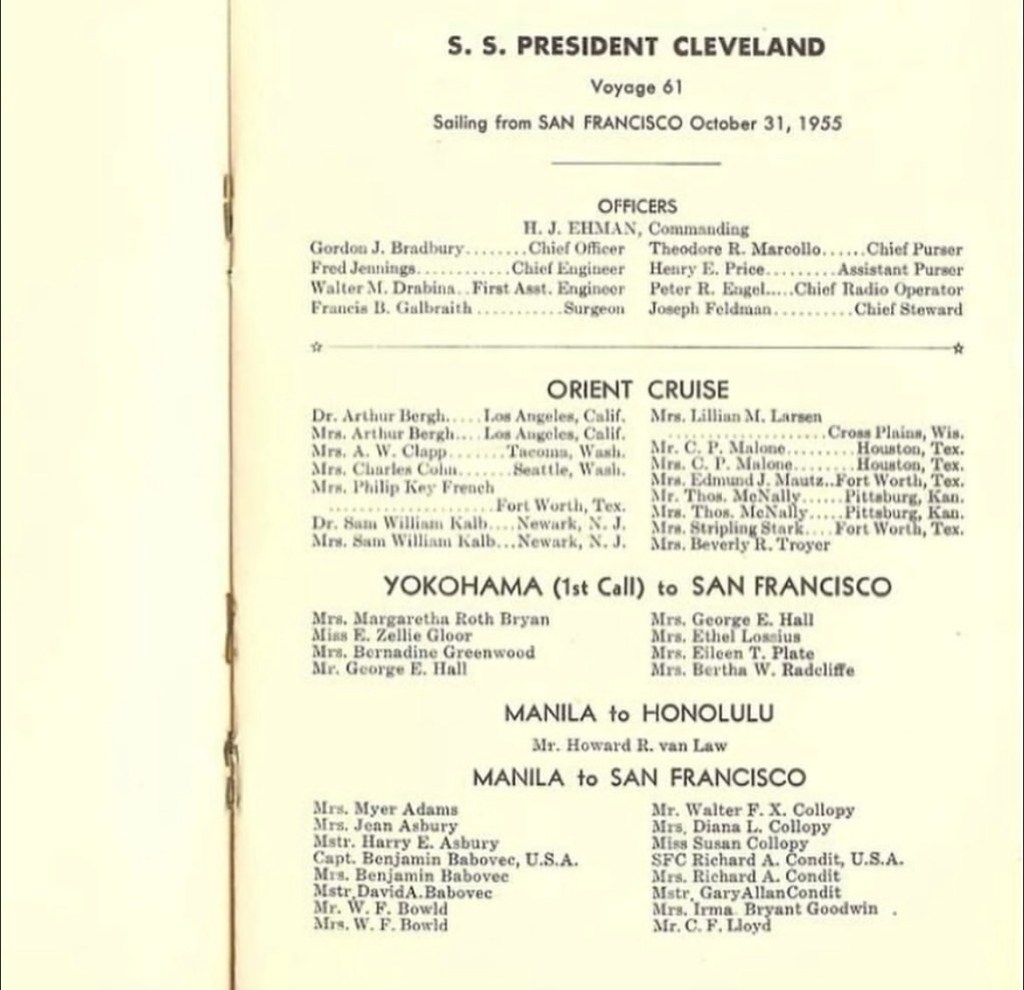 S. S. PRESIDENT CLEVELAND
Voyage 61
Sailing from SAN FRANCISCO October 31, 1955
OFFICERS
H. J. EHMAN, Commanding
Gordon J. Bradbury........Chief Officer
Fred Jennings............Chief Engineer
Walter M. Drabina..First Asst. Engineer
Francis B. Galbraith ...........Surgeon
Theodore R. Marcollo......Chief Purser
Henry E. Price.........Assistant Purser
Peter R. Engel.....Chief Radio Operator
Joseph Feldman..........Chief Steward
ORIENT CRUISE
Dr. Arthur Bergh.....Los Angeles, Calif.
Mrs. Arthur Bergh....Los Angeles, Calif.
Mrs. A. W. Clapp.......Tacoma, Wash.
Mrs. Charles Cohn.......Seattle, Wash.
Mrs. Philip Key French
.....................Fort Worth, Tex.
Dr. Sam William Kalb....Newark, N. J.
Mrs. Sam William Kalb...Newark, N. J.
Mrs. Lillian M. Larsen
....................Cross Plains, Wis.
Mr. C. P. Malone.........Houston, Tex.
Mrs. C. P. Malone........Houston, Tex.
Mrs. Edmund J. Mautz..Fort Worth, Tex.
Mr. Thos. McNally......Pittsburg, Kan.
Mrs. Thos. McNally.....Pittsburg, Kan.
Mrs. Stripling Stark....Fort Worth, Tex.
Mrs. Beverly R. Troyer
YOKOHAMA (1st Call) to SAN FRANCISCO
Mrs. Margaretha Roth Bryan
Miss E. Zellie Gloor
Mrs. Bernadine Greenwood
Mr. George E. Hall
Mrs. George E. Hall
Mrs. Ethel Lossius
Mrs. Eileen T. Plate
Mrs. Bertha W. Radcliffe
MANILA to HONOLULU
Mr. Howard R. van Law
MANILA to SAN FRANCISCO
Mrs. Myer Adams
Mrs. Jean Asbury
Mstr. Harry E. Asbury
Capt. Benjamin Babovec, U.S.A.
Mrs. Benjamin Babovec
Mstr.DavidA.Babovec
Mr. W. F. Bowld
Mrs. W. F. Bowld
Mr. Walter F. X. Collopy
Mrs. Diana L. Collopy
Miss Susan Collopy
SFC Richard A. Condit, U.S.A.
Mrs. Richard A. Condit
Mstr. GaryAllanCondit
Mrs. Irma Bryant Goodwin
Mr. C. F. Lloyd